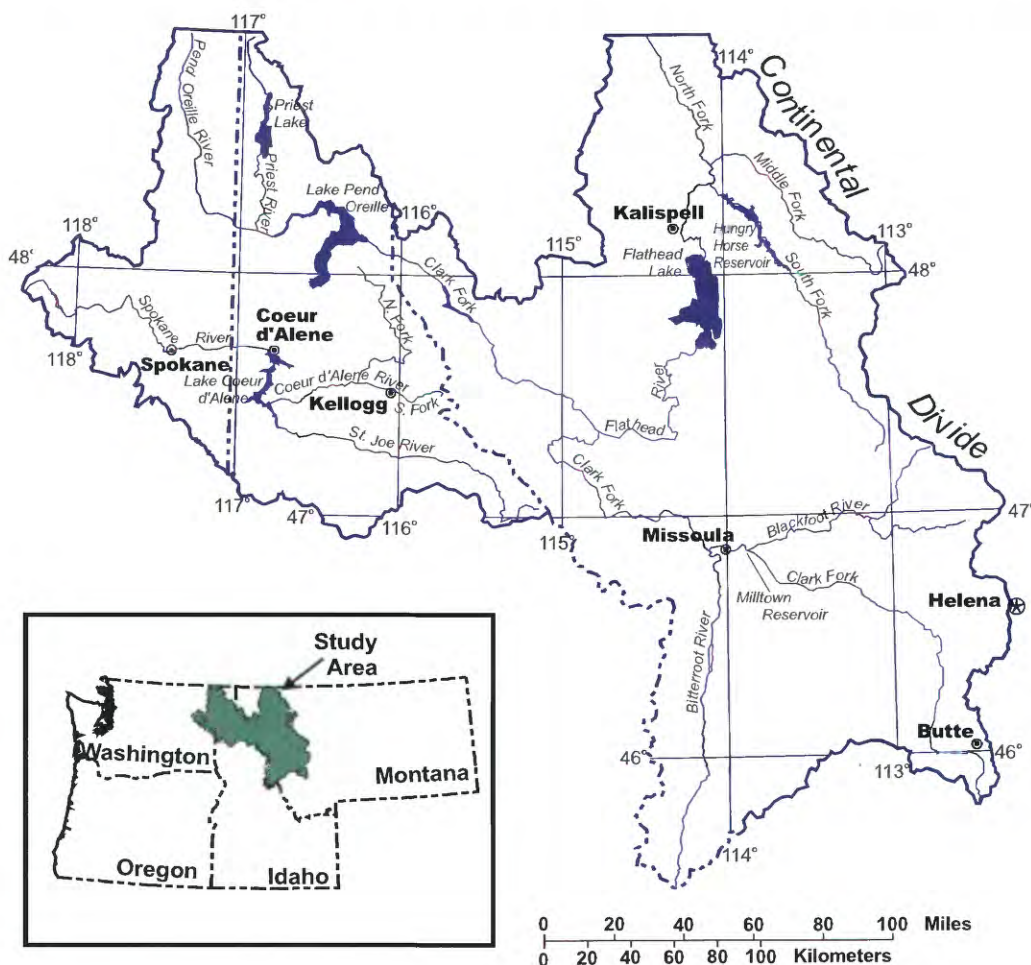 117°
114°
113°
Continental
Pend Oreille River
Priest Lake
Priest River
North Fork
Middle Fork
Lake Pend Oreille
116°
Kalispell
Hungry Horse Reservoir
113°
118°
48°
115°
Flathead Lake
South Fork
48°
Clark Fork
N. Fork
Spokane River
Coeur d'Alene
118°
Spokane
Lake Coeur d'Alene
Coeur d'Alene River
Kellogg
S. Fork
River
Flathead
Divide
St. Joe River
Clark Fork
117°
47°
116°
115°
Missoula
Blackfoot River
47°
Clark Fork
Milltown Reservoir
Helena
Bitterroot River
Study Area
Washington
Montana
Oregon
Idaho
46°
Butte
46°
113°
114°
0 20 40 60 80 100 Miles
0 20 40 60 80 100 Kilometers